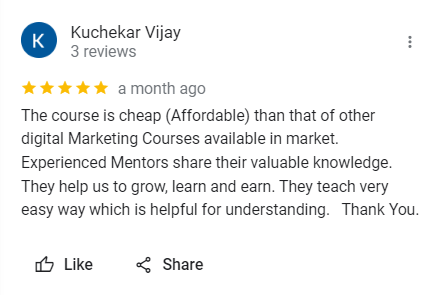 K
Kuchekar Vijay
3 reviews
a month ago
The course is cheap (Affordable) than that of other
digital Marketing Courses available in market.
Experienced Mentors share their valuable knowledge.
They help us to grow, learn and earn. They teach very
easy way which is helpful for understanding.   Thank You.
Like
Share